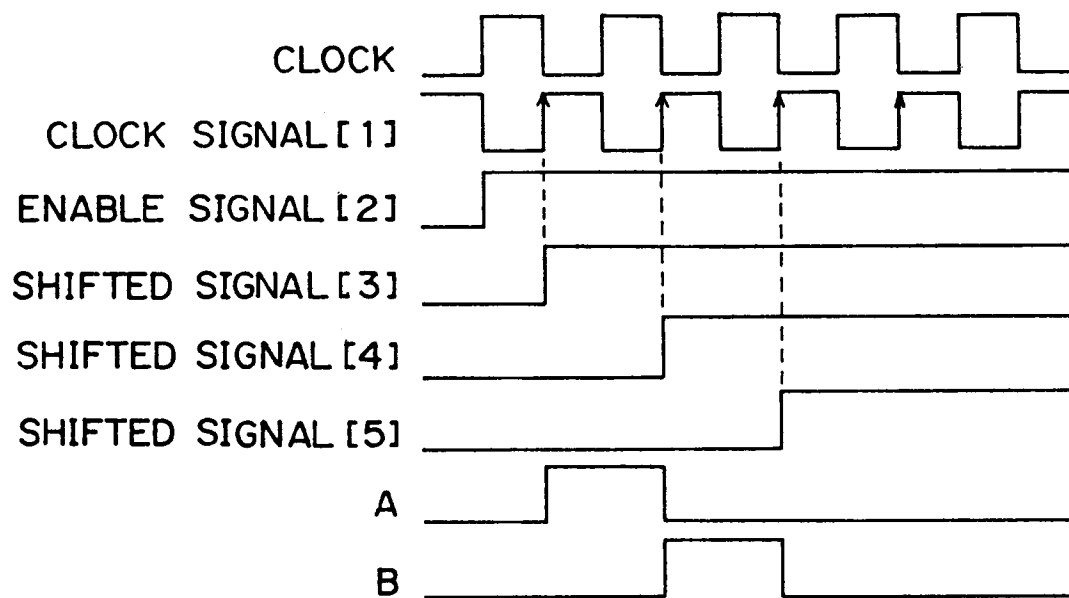 CLOCK
CLOCK SIGNAL[1]
ENABLE SIGNAL[2]
SHIFTED SIGNAL[3]
SHIFTED SIGNAL[4]
SHIFTED SIGNAL[5]
A
B